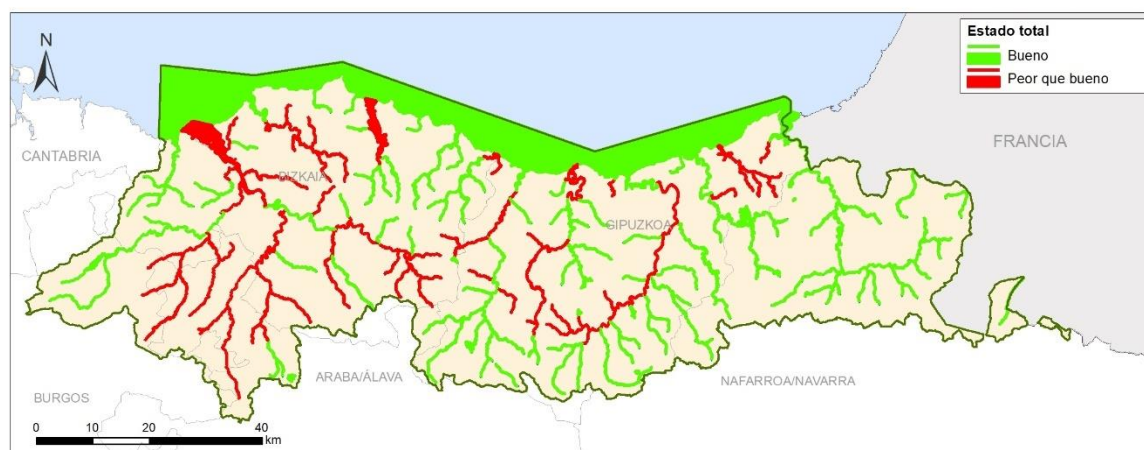 Estado total
Bueno
Peor que bueno
N
CANTABRIA
BIZKAIA
GIPUZKOA
FRANCIA
ARABA/ÁLAVA
NAFARROA/NAVARRA
BURGOS
0 10 20 40
km